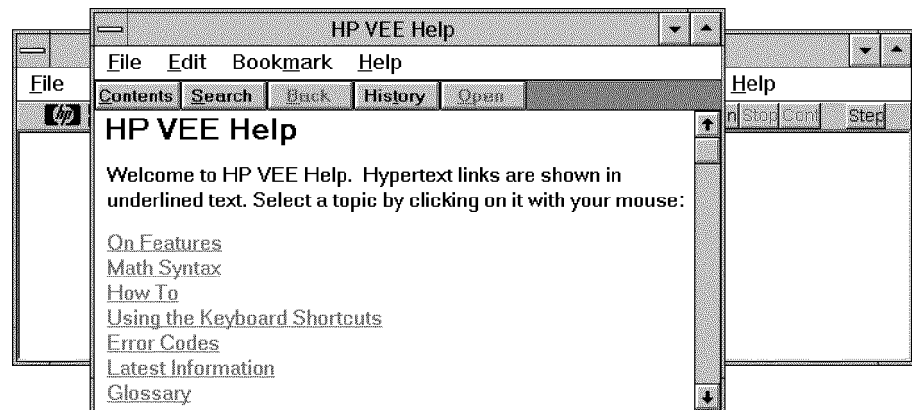 HP VEE Help
File Edit Bookmark Help
Contents Search Back History Open
HP VEE Help
Welcome to HP VEE Help. Hypertext links are shown in
underlined text. Select a topic by clicking on it with your mouse:
On Features
Math Syntax
How To
Using the Keyboard Shortcuts
Error Codes
Latest Information
Glossary
File
hp
Help
n Stop Cont Step